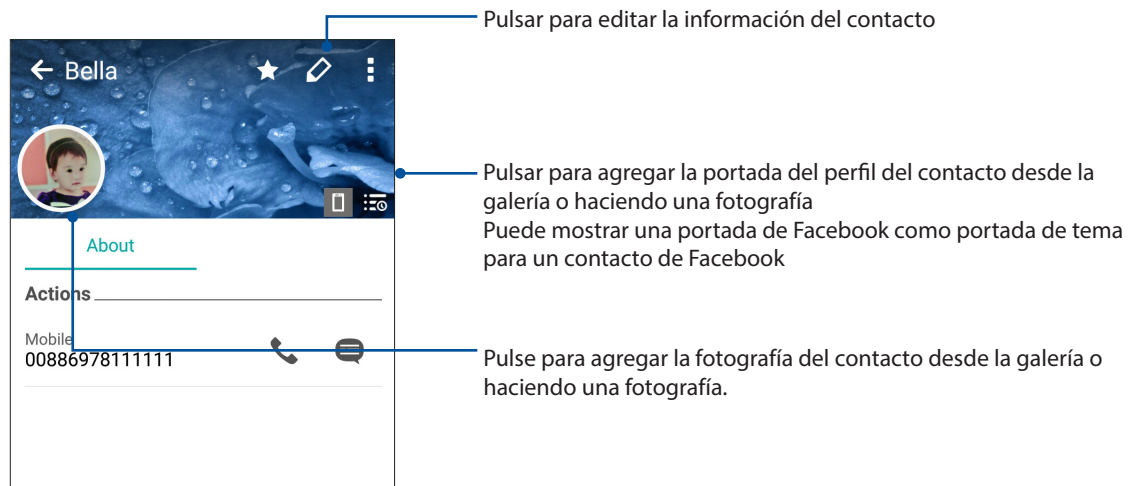 Pulsar para editar la información del contacto
Bella
Pulsar para agregar la portada del perfil del contacto desde la
galería o haciendo una fotografía
Puede mostrar una portada de Facebook como portada de tema
para un contacto de Facebook
About
Actions
Mobile
00886978111111
Pulse para agregar la fotografía del contacto desde la galería o
haciendo una fotografía.